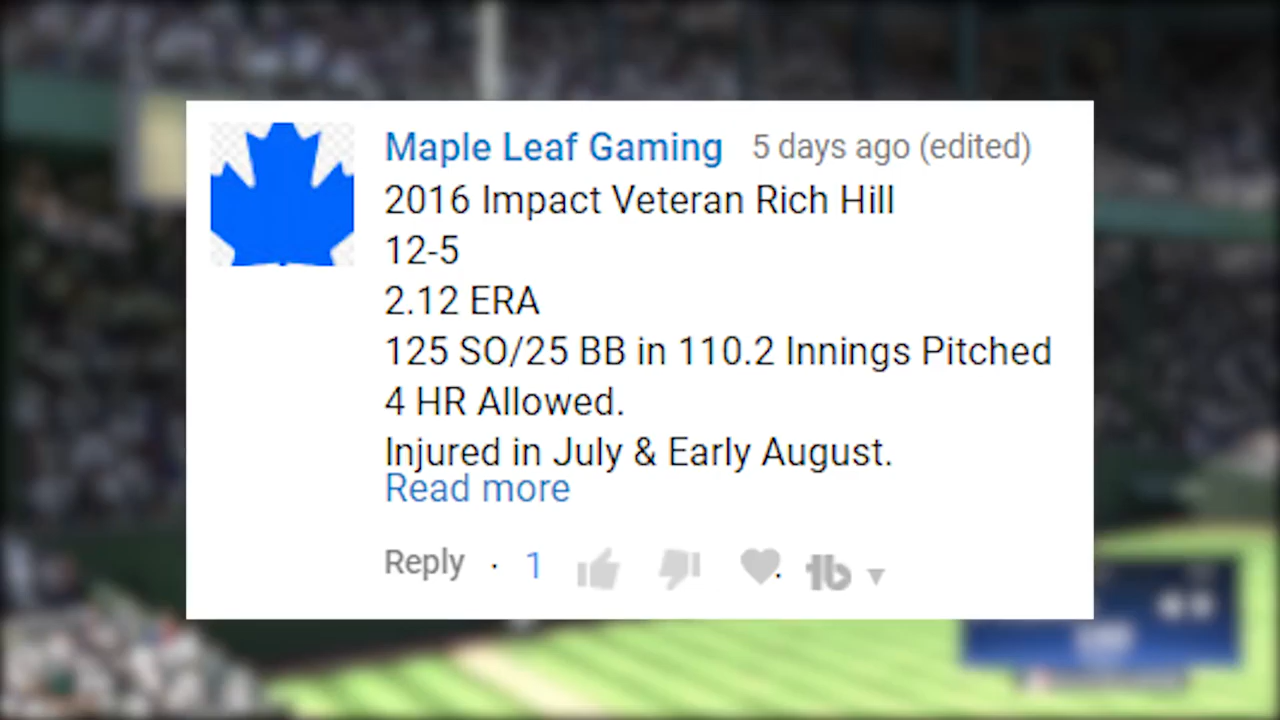 Maple Leaf Gaming 5 days ago (edited)
2016 Impact Veteran Rich Hill
12-5
2.12 ERA
125 SO/25 BB in 110.2 Innings Pitched
4 HR Allowed.
Injured in July & Early August.
Read more
Reply · 1